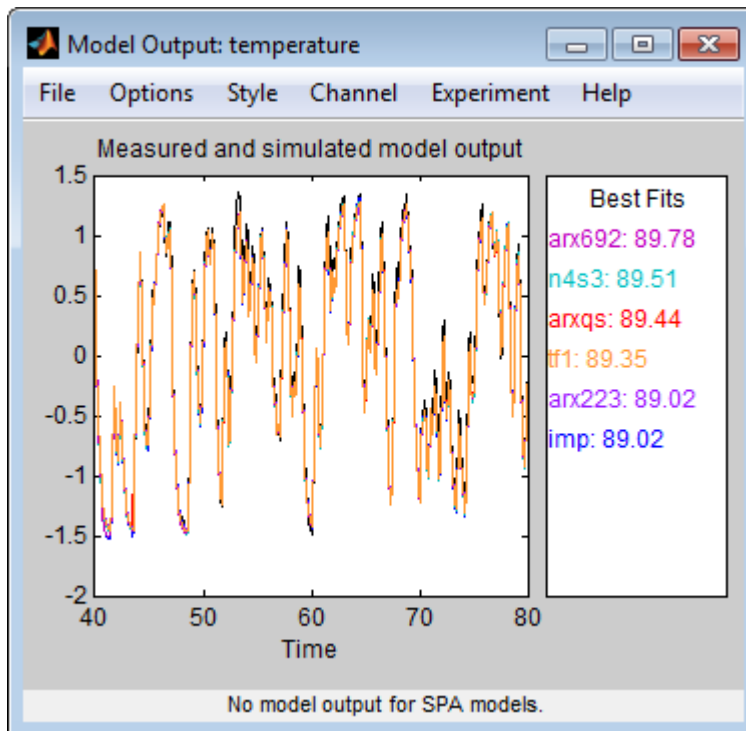 Model Output: temperature
File Options Style Channel Experiment Help
Measured and simulated model output
1.5
1
0.5
0
-0.5
-1
-1.5
-2
40 50 60 70 80
Time
Best Fits
arx692: 89.78
n4s3: 89.51
arxqs: 89.44
tf1: 89.35
arx223: 89.02
imp: 89.02
No model output for SPA models.